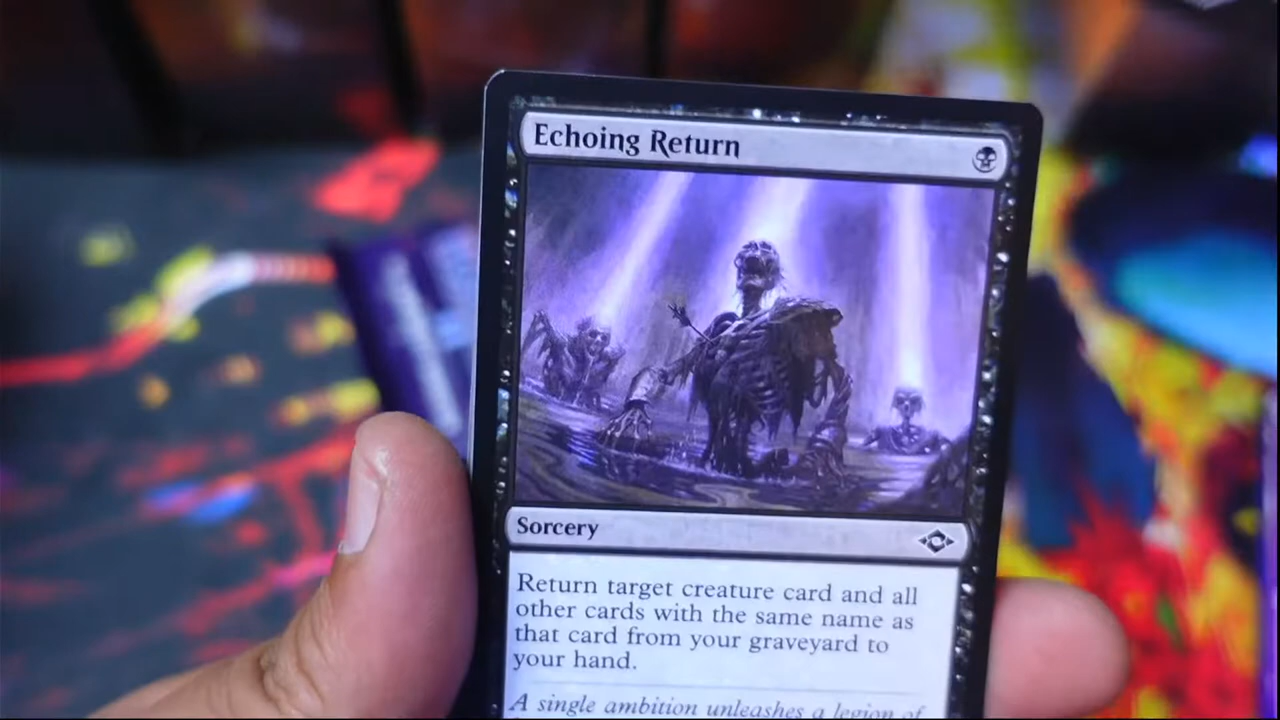 Echoing Return
Sorcery
Return target creature card and all
other cards with the same name as
that card from your graveyard to
your hand.
A single ambition unleashes a legion of